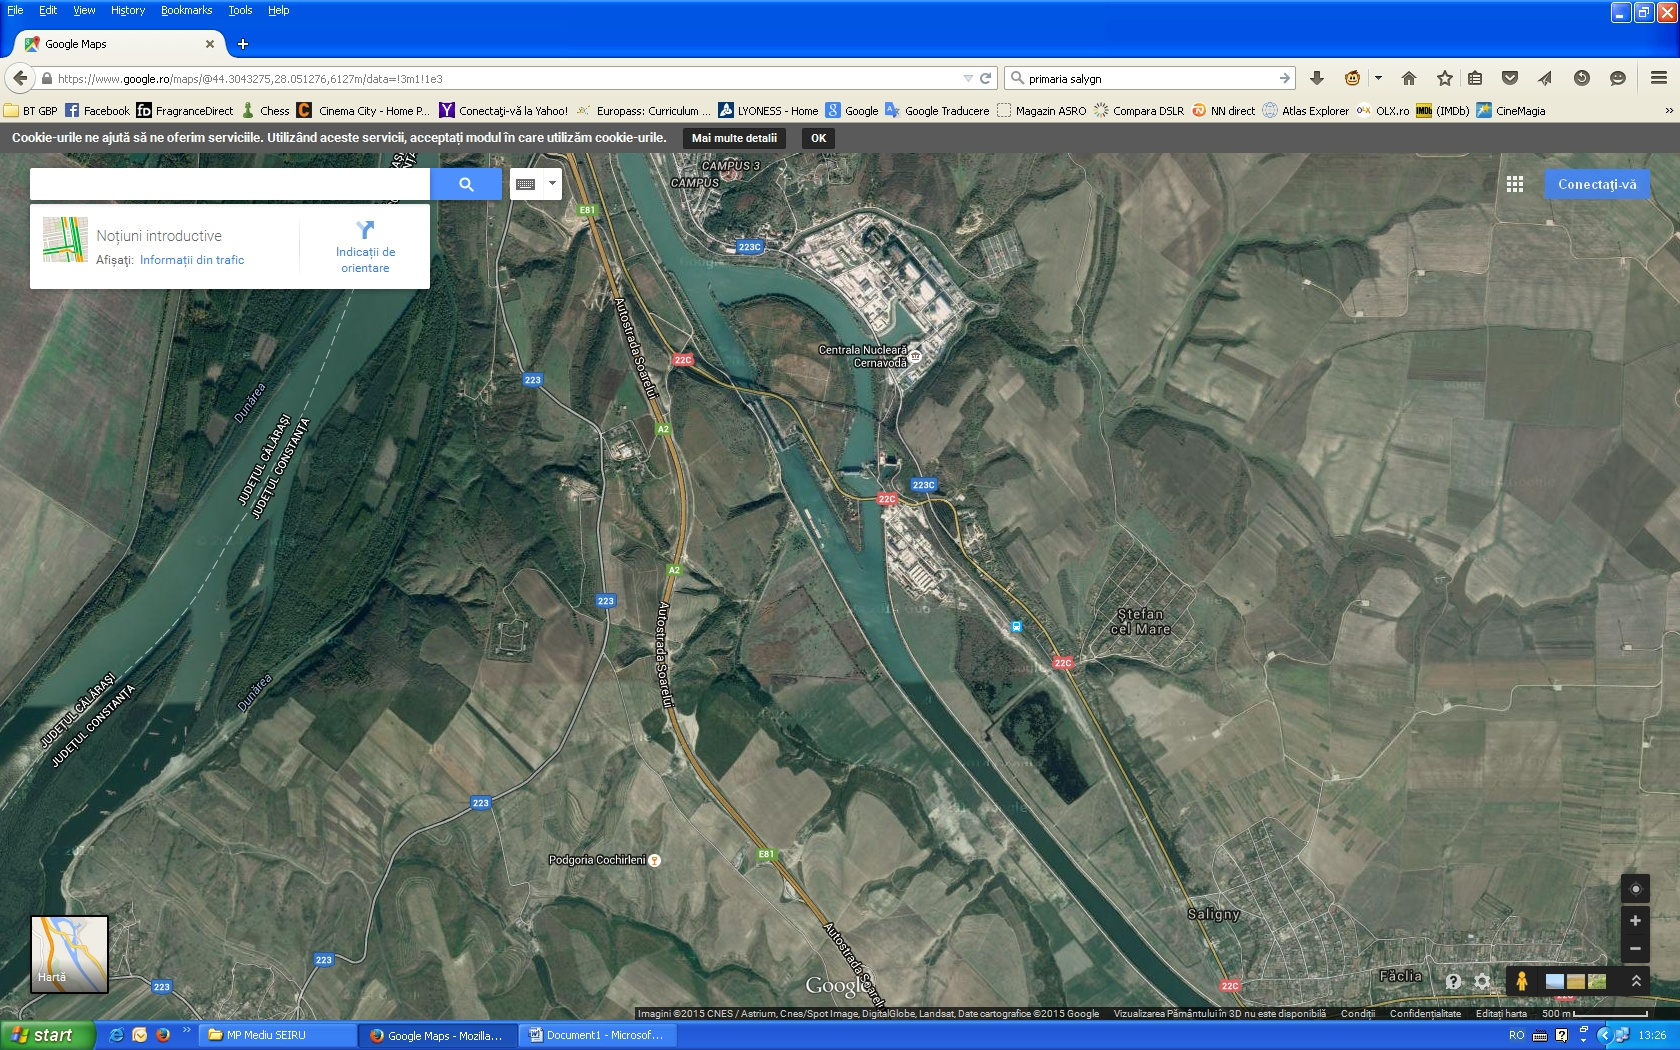 File Edit View History Bookmarks Tools Help
Google Maps
https://www.google.ro/maps/@44.3043275,28.051276,6127m/data=!3m1!1e3
primaria salygn
BT GBP Facebook FragranceDirect Chess Cinema City - Home P... Conectaţi-vă la Yahoo! Europass: Curriculum ... LYONESS - Home Google Google Traducere Magazin ASRO Compara DSLR NN direct Atlas Explorer OLX.ro (IMDb) CineMagia
Cookie-urile ne ajută să ne oferim serviciile. Utilizând aceste servicii, acceptați modul în care utilizăm cookie-urile. Mai multe detalii OK
CAMPUS 3
CAMPUS
Conectaţi-vă
E81
Noțiuni introductive
Afișați: Informații din trafic
Indicații de
orientare
223C
Autostrada Soarelui
Centrala Nucleară
Cernavodă
22C
223
Dunărea
JUDEȚUL CĂLĂRAȘI
JUDEȚUL CONSTANȚA
A2
223C
22C
A2
223
Autostrada Soarelui
Ștefan
cel Mare
22C
Dunărea
JUDEȚUL CĂLĂRAȘI
JUDEȚUL CONSTANȚA
223
E81
Podgoria Cochirleni
Saligny
Autostrada Soarelui
223
Făclia
Hartă
223
22C
Google
Imagini ©2015 CNES / Astrium, Cnes/Spot Image, DigitalGlobe, Landsat, Date cartografice ©2015 Google Vizualizarea Pământului în 3D nu este disponibilă Condiții Confidențialitate Editați harta 500 m
start MP Mediu SEIRU Google Maps - Mozilla... Document1 - Microsof... RO 13:26